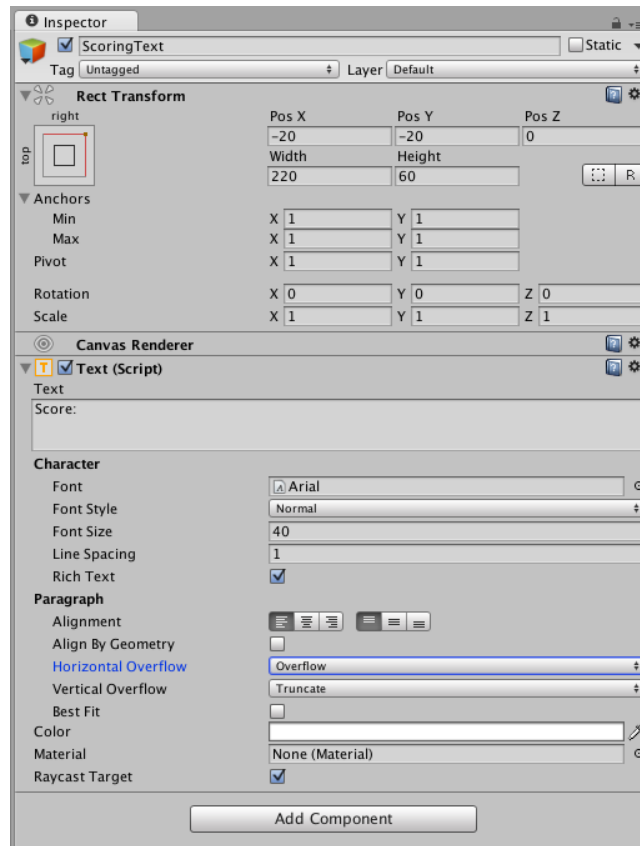 Inspector
ScoringText Static
Tag Untagged Layer Default
Rect Transform
right Pos X Pos Y Pos Z
top -20 -20 0
Width Height
220 60 R
Anchors
Min X 1 Y 1
Max X 1 Y 1
Pivot X 1 Y 1
Rotation X 0 Y 0 Z 0
Scale X 1 Y 1 Z 1
Canvas Renderer
T Text (Script)
Text
Score:
Character
Font Arial
Font Style Normal
Font Size 40
Line Spacing 1
Rich Text
Paragraph
Alignment
Align By Geometry
Horizontal Overflow Overflow
Vertical Overflow Truncate
Best Fit
Color
Material None (Material)
Raycast Target
Add Component